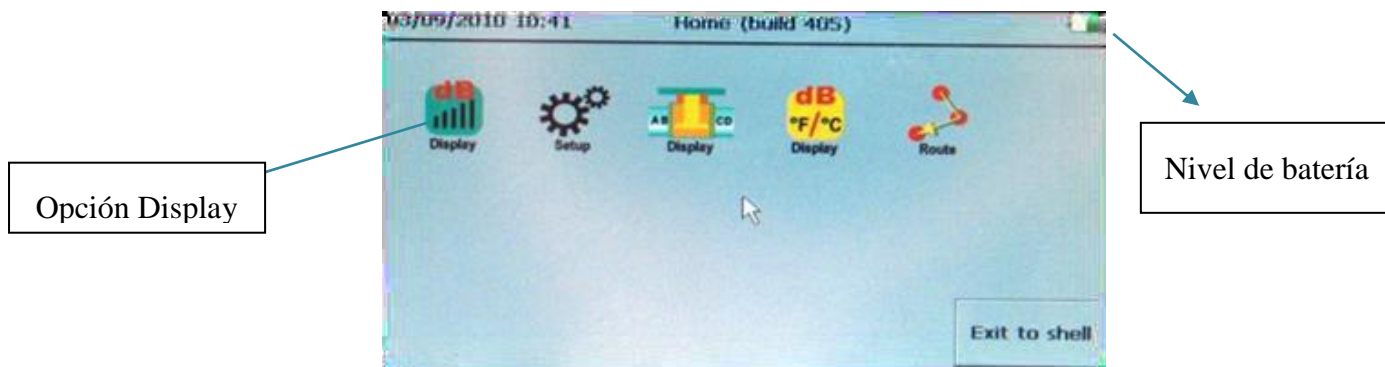 03/09/2010 10:41 Home (build 405)
dB
Display
Setup
AB CD
Display
dB
°F/°C
Display
Route
Opción Display
Nivel de batería
Exit to shell